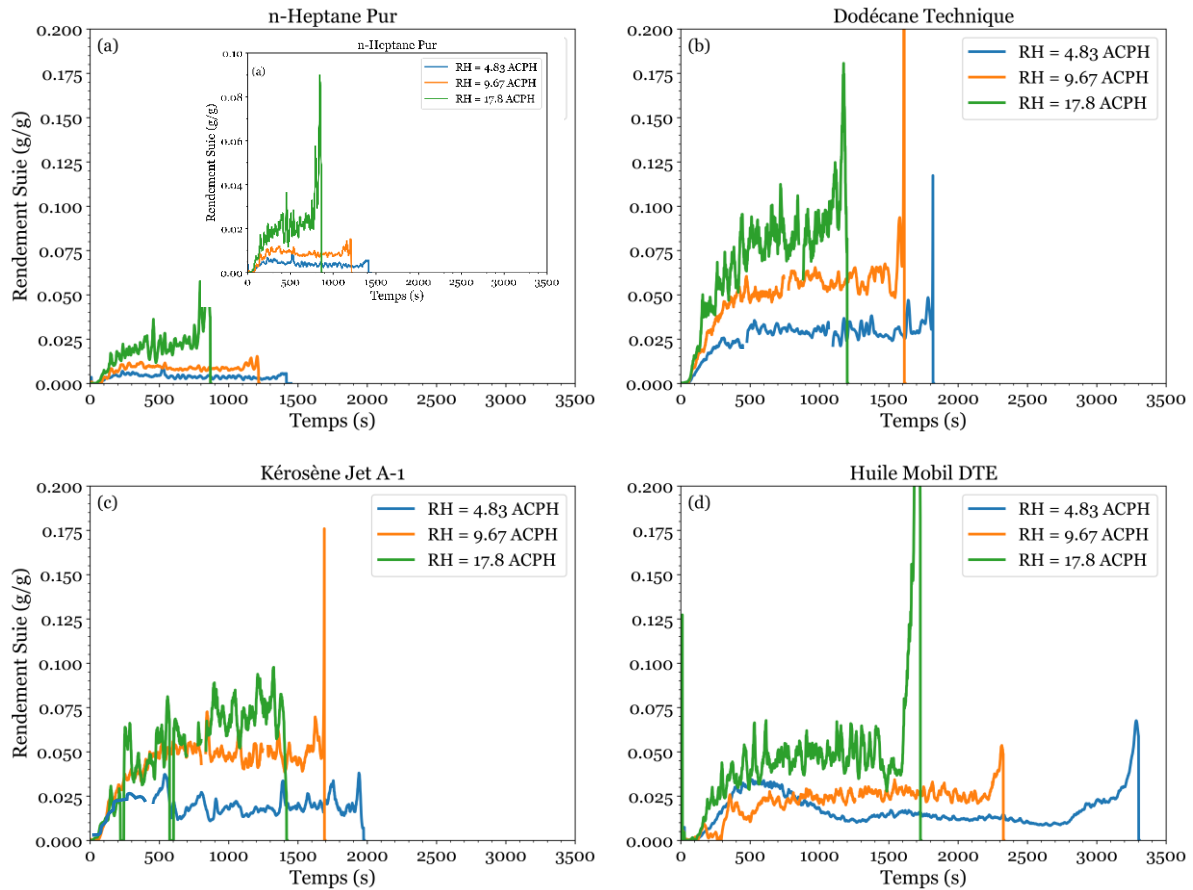 n-Heptane Pur
(a)
Rendement Suie (g/g)
0.200
0.175
0.150
0.125
0.100
0.075
0.050
0.025
0.000
0
500
1000
1500
2000
2500
3000
3500
Temps (s)
n-Heptane Pur
(a)
RH = 4.83 ACPH
RH = 9.67 ACPH
RH = 17.8 ACPH
Rendement Suie (g/g)
0.10
0.08
0.06
0.04
0.02
0.00
0
500
1000
1500
2000
2500
3000
3500
Temps (s)
Dodécane Technique
(b)
RH = 4.83 ACPH
RH = 9.67 ACPH
RH = 17.8 ACPH
0.200
0.175
0.150
0.125
0.100
0.075
0.050
0.025
0.000
0
500
1000
1500
2000
2500
3000
3500
Temps (s)
Kérosène Jet A-1
(c)
RH = 4.83 ACPH
RH = 9.67 ACPH
RH = 17.8 ACPH
Rendement Suie (g/g)
0.200
0.175
0.150
0.125
0.100
0.075
0.050
0.025
0.000
0
500
1000
1500
2000
2500
3000
3500
Temps (s)
Huile Mobil DTE
(d)
RH = 4.83 ACPH
RH = 9.67 ACPH
RH = 17.8 ACPH
0.200
0.175
0.150
0.125
0.100
0.075
0.050
0.025
0.000
0
500
1000
1500
2000
2500
3000
3500
Temps (s)